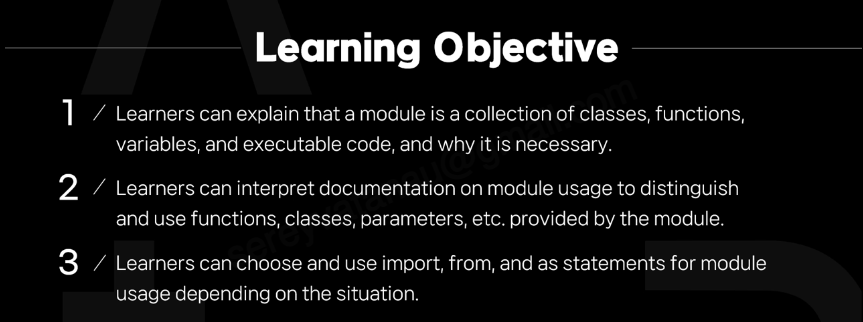 Learning Objective
1 / Learners can explain that a module is a collection of classes, functions,
variables, and executable code, and why it is necessary.
2 / Learners can interpret documentation on module usage to distinguish
and use functions, classes, parameters, etc. provided by the module.
3 / Learners can choose and use import, from, and as statements for module
usage depending on the situation.